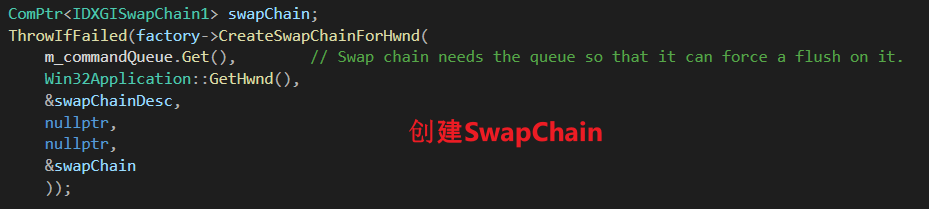 ComPtr<IDXGISwapChain1> swapChain;
ThrowIfFailed(factory->CreateSwapChainForHwnd(
    m_commandQueue.Get(),        // Swap chain needs the queue so that it can force a flush on it.
    Win32Application::GetHwnd(),
    &swapChainDesc,
    nullptr,
    nullptr,
    &swapChain
    ));
创建SwapChain